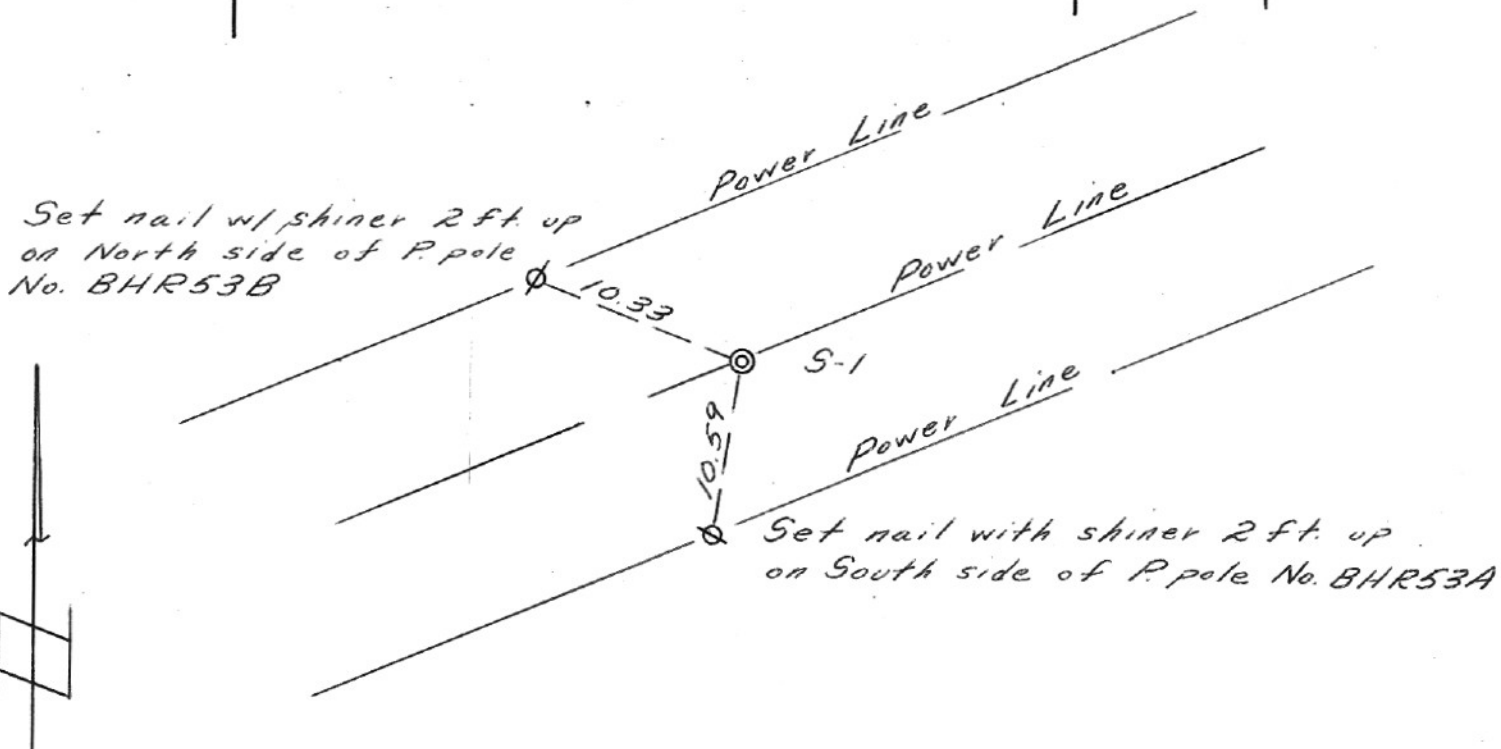 Power Line
Power Line
Set nail w/ shiner 2 ft. up
on North side of P. pole
No. BHR53B
10.33
S-1
10.59
Power Line
Set nail with shiner 2 ft. up
on South side of P. pole No. BHR53A